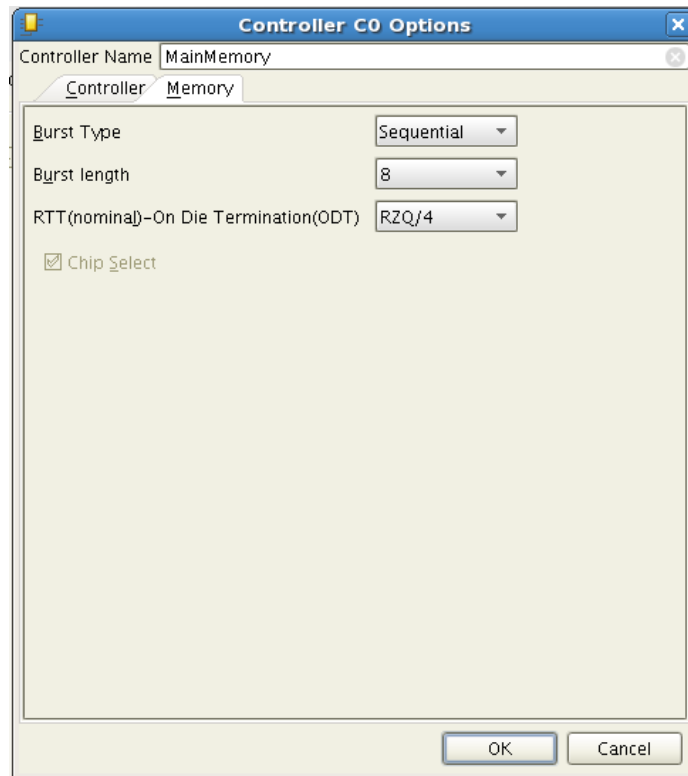 Controller C0 Options
Controller Name MainMemory
Controller Memory
Burst Type Sequential
Burst length 8
RTT(nominal)-On Die Termination(ODT) RZQ/4
Chip Select
OK Cancel